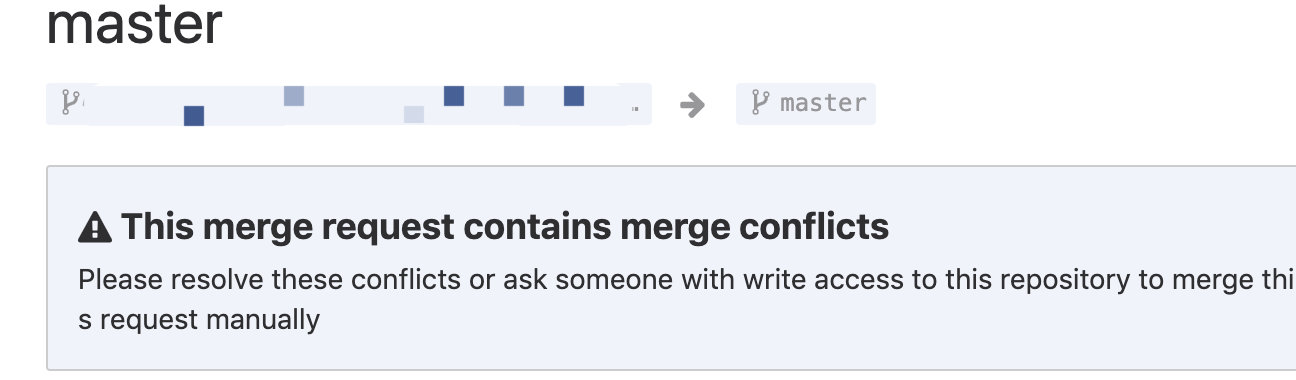 master
master
This merge request contains merge conflicts
Please resolve these conflicts or ask someone with write access to this repository to merge thi
s request manually